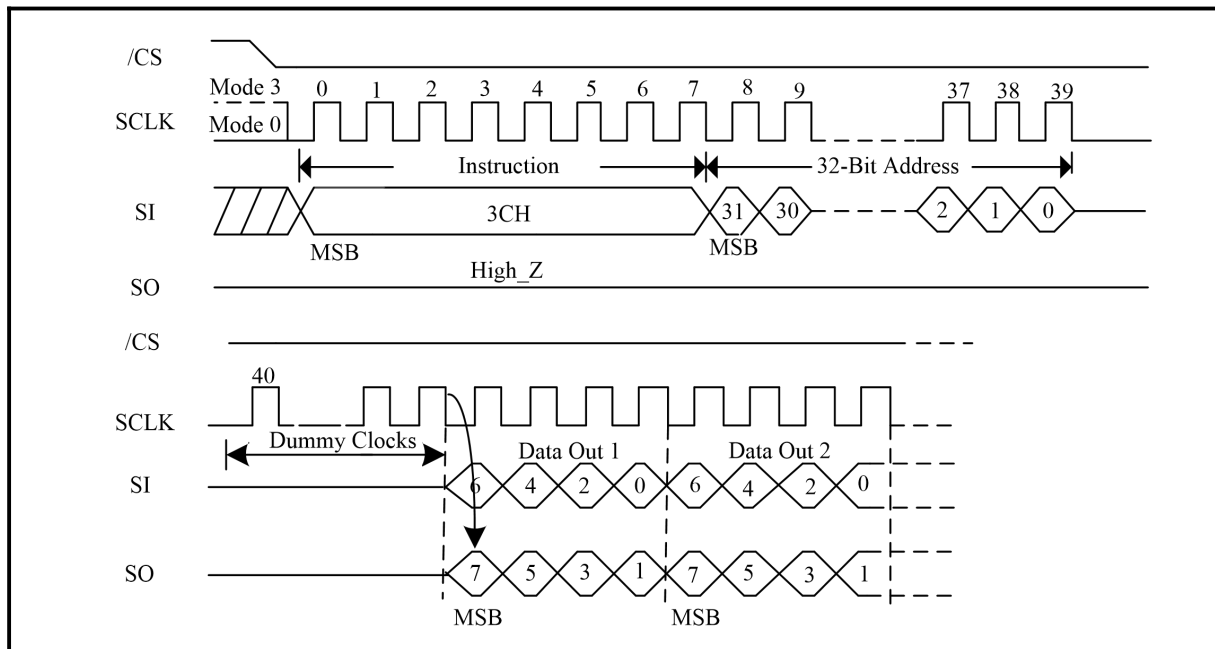 /CS
Mode 3 0 1 2 3 4 5 6 7 8 9 37 38 39
SCLK Mode 0
Instruction 32-Bit Address
SI 3CH 31 30 2 1 0
MSB MSB
High_Z
SO
/CS
40
SCLK
Dummy Clocks Data Out 1 Data Out 2
SI 6 4 2 0 6 4 2 0
SO 7 5 3 1 7 5 3 1
MSB MSB